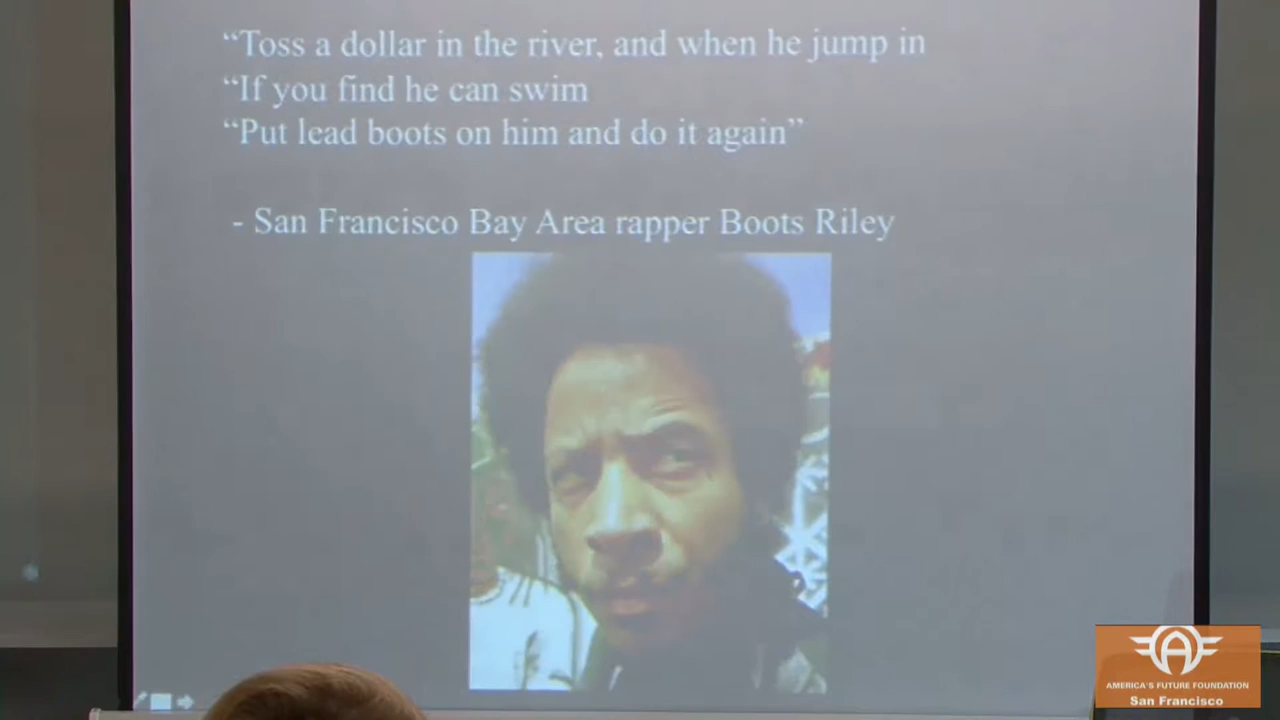 “Toss a dollar in the river, and when he jump in
“If you find he can swim
“Put lead boots on him and do it again”
- San Francisco Bay Area rapper Boots Riley
AMERICA'S FUTURE FOUNDATION
San Francisco